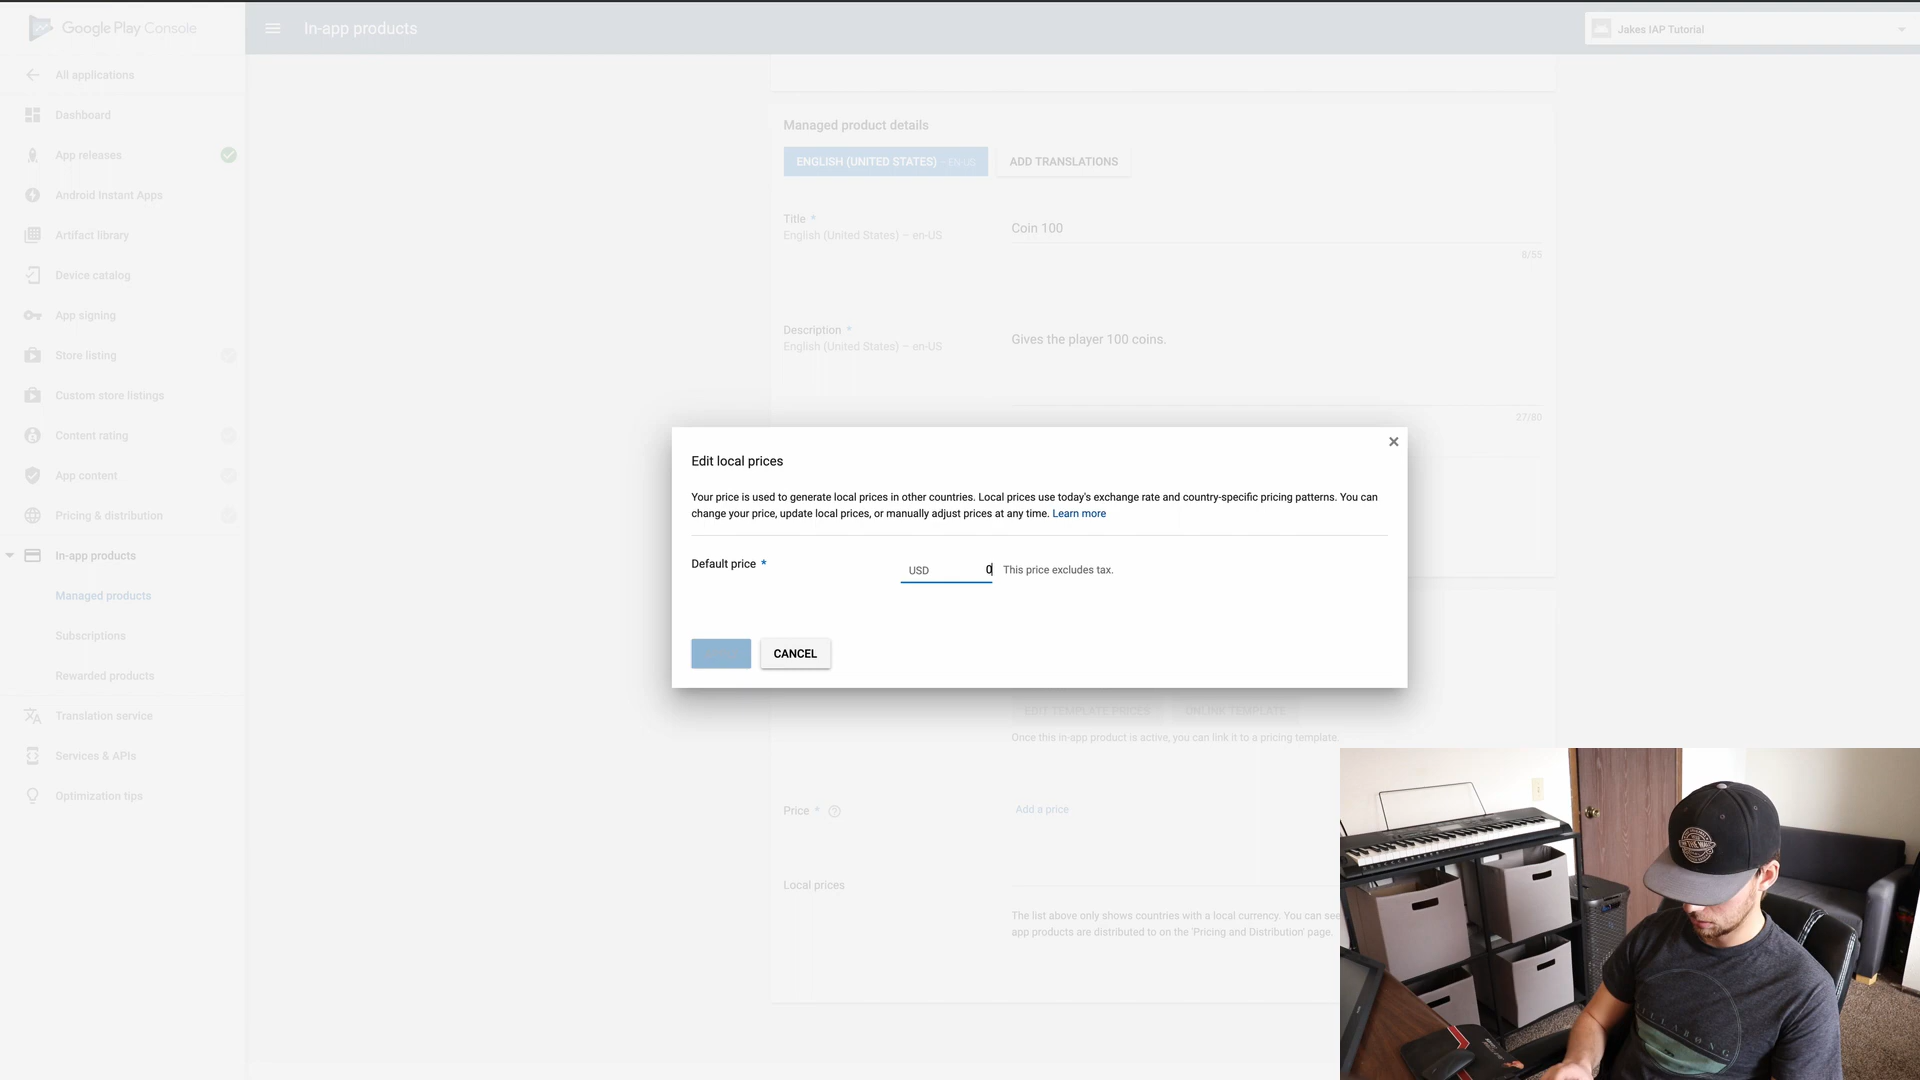 Google Play Console
In-app products
Jakes IAP Tutorial
All applications
Dashboard
App releases
Android Instant Apps
Artifact library
Device catalog
App signing
Store listing
Custom store listings
Content rating
App content
Pricing & distribution
In-app products
Managed products
Subscriptions
Rewarded products
Translation service
Services & APIs
Optimization tips
Managed product details
ENGLISH (UNITED STATES) – EN-US
ADD TRANSLATIONS
Title *
English (United States) – en-US
Coin 100
8/55
Description *
English (United States) – en-US
Gives the player 100 coins.
27/80
Edit local prices
Your price is used to generate local prices in other countries. Local prices use today's exchange rate and country-specific pricing patterns. You can
change your price, update local prices, or manually adjust prices at any time. Learn more
Default price *
USD 0
This price excludes tax.
CANCEL
EDIT TEMPLATE PRICES
UNLINK TEMPLATE
Once this in-app product is active, you can link it to a pricing template.
Price *
Add a price
Local prices
The list above only shows countries with a local currency. You can see
app products are distributed to on the 'Pricing and Distribution' page.